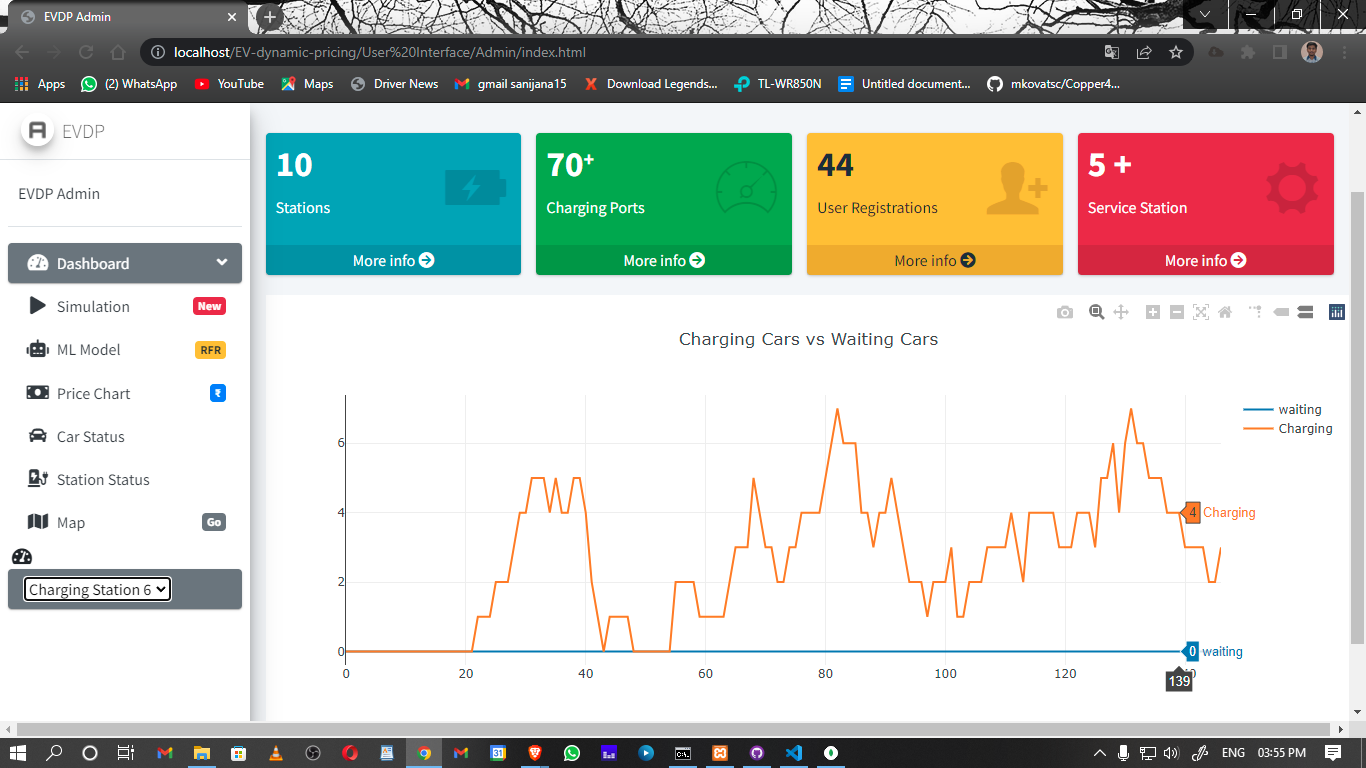 EVDP Admin
localhost/EV-dynamic-pricing/User%20Interface/Admin/index.html
Apps (2) WhatsApp YouTube Maps Driver News gmail sanijana15 Download Legends... TL-WR850N Untitled document... mkovatsc/Copper4...
A EVDP
EVDP Admin
Dashboard
Simulation New
ML Model RFR
Price Chart ₹
Car Status
Station Status
Map Go
Charging Station 6
10
Stations
More info
70+
Charging Ports
More info
44
User Registrations
More info
5 +
Service Station
More info
Charging Cars vs Waiting Cars
waiting
Charging
6
4
2
0
4 Charging
0 waiting
0 20 40 60 80 100 120
139
31
ENG 03:55 PM